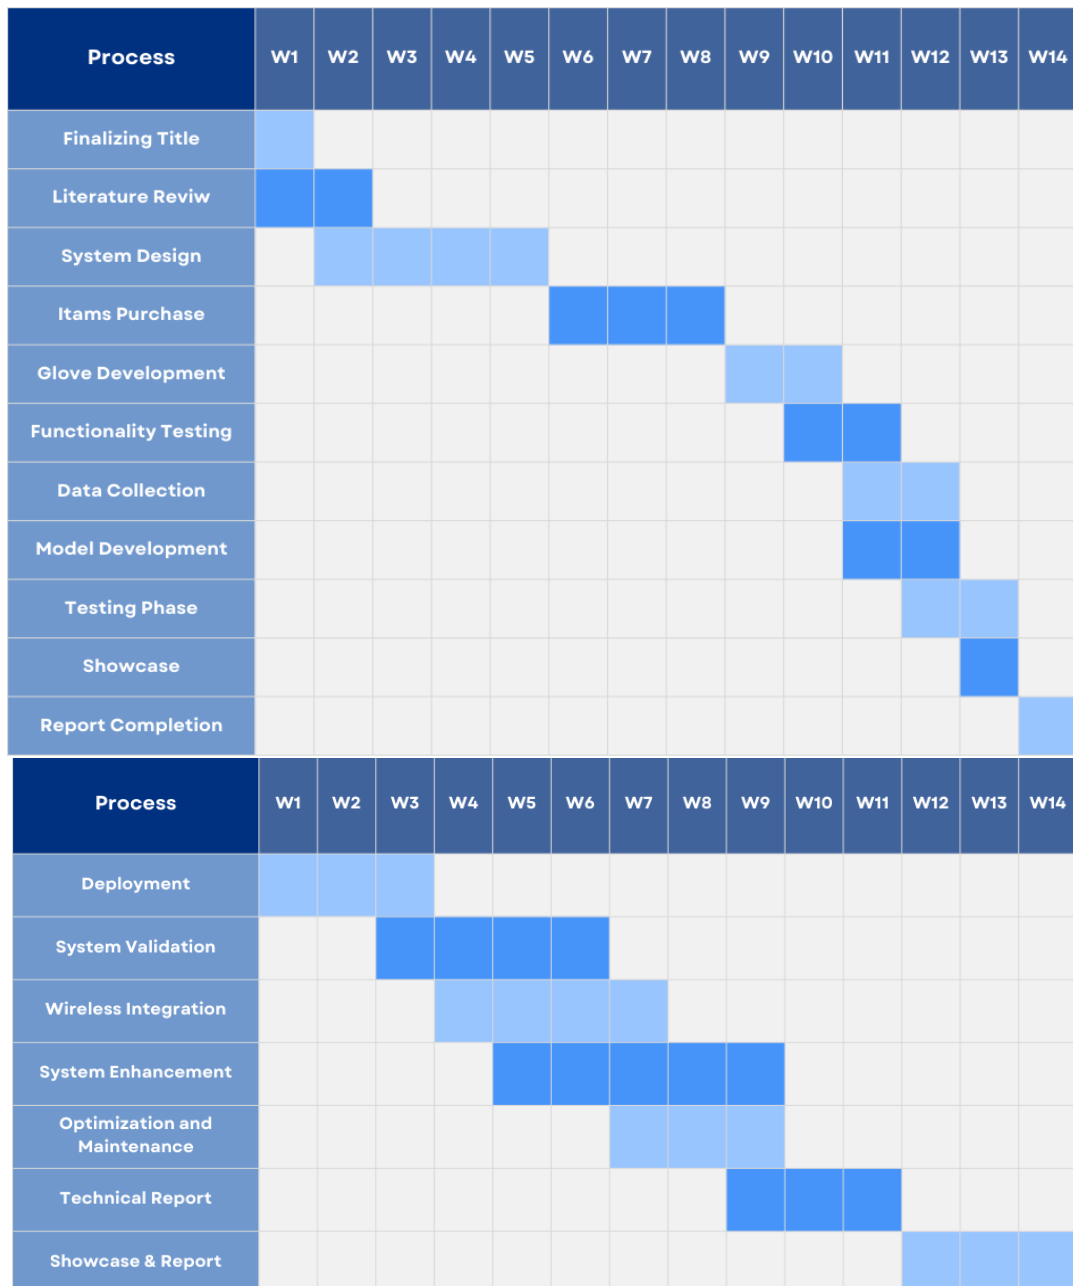 Process W1 W2 W3 W4 W5 W6 W7 W8 W9 W10 W11 W12 W13 W14
Finalizing Title
Literature Reviw
System Design
Itams Purchase
Glove Development
Functionality Testing
Data Collection
Model Development
Testing Phase
Showcase
Report Completion
Process W1 W2 W3 W4 W5 W6 W7 W8 W9 W10 W11 W12 W13 W14
Deployment
System Validation
Wireless Integration
System Enhancement
Optimization and
Maintenance
Technical Report
Showcase & Report